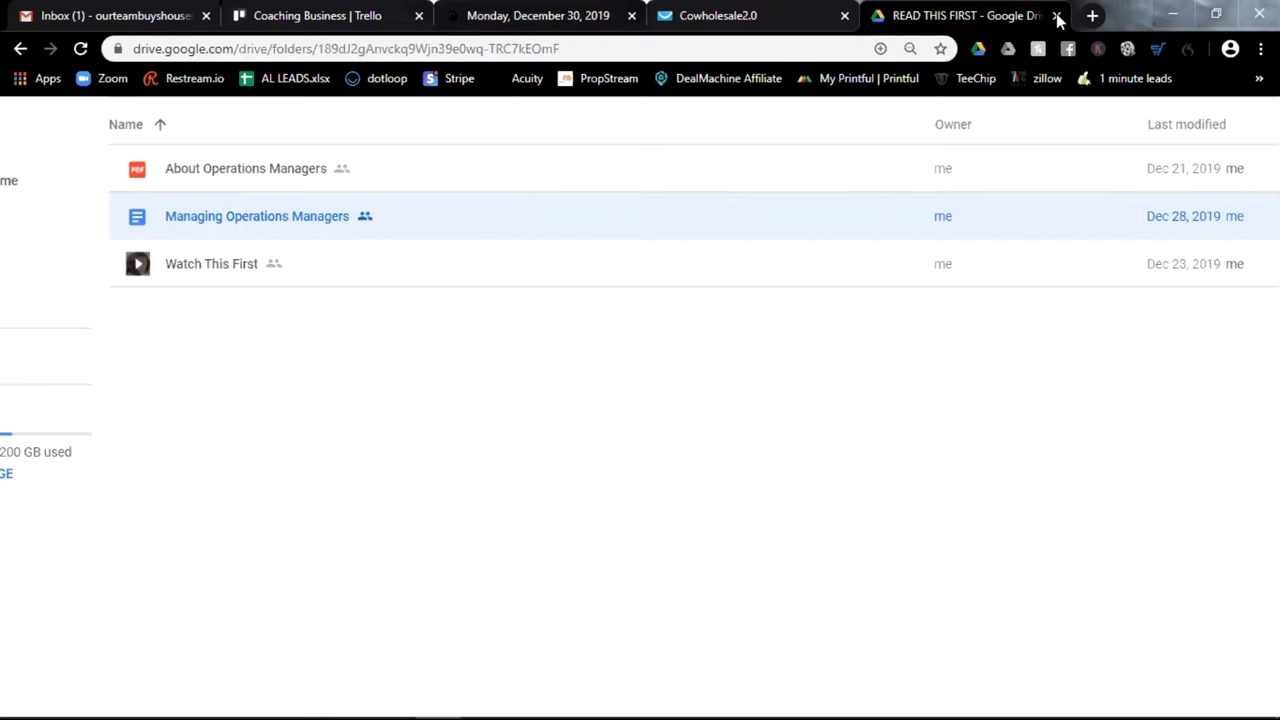 Inbox (1) - ourteambuyshouse
Coaching Business | Trello
Monday, December 30, 2019
Cowholesale2.0
READ THIS FIRST - Google Dri
drive.google.com/drive/folders/189dJ2gAnvckq9Wjn39e0wq-TRC7kEOmF
Apps Zoom Restream.io AL LEADS.xlsx dotloop Stripe Acuity PropStream DealMachine Affiliate My Printful | Printful TeeChip zillow 1 minute leads »
Name Owner Last modified
PDF About Operations Managers me Dec 21, 2019 me
me
Managing Operations Managers me Dec 28, 2019 me
Watch This First me Dec 23, 2019 me
200 GB used
GE